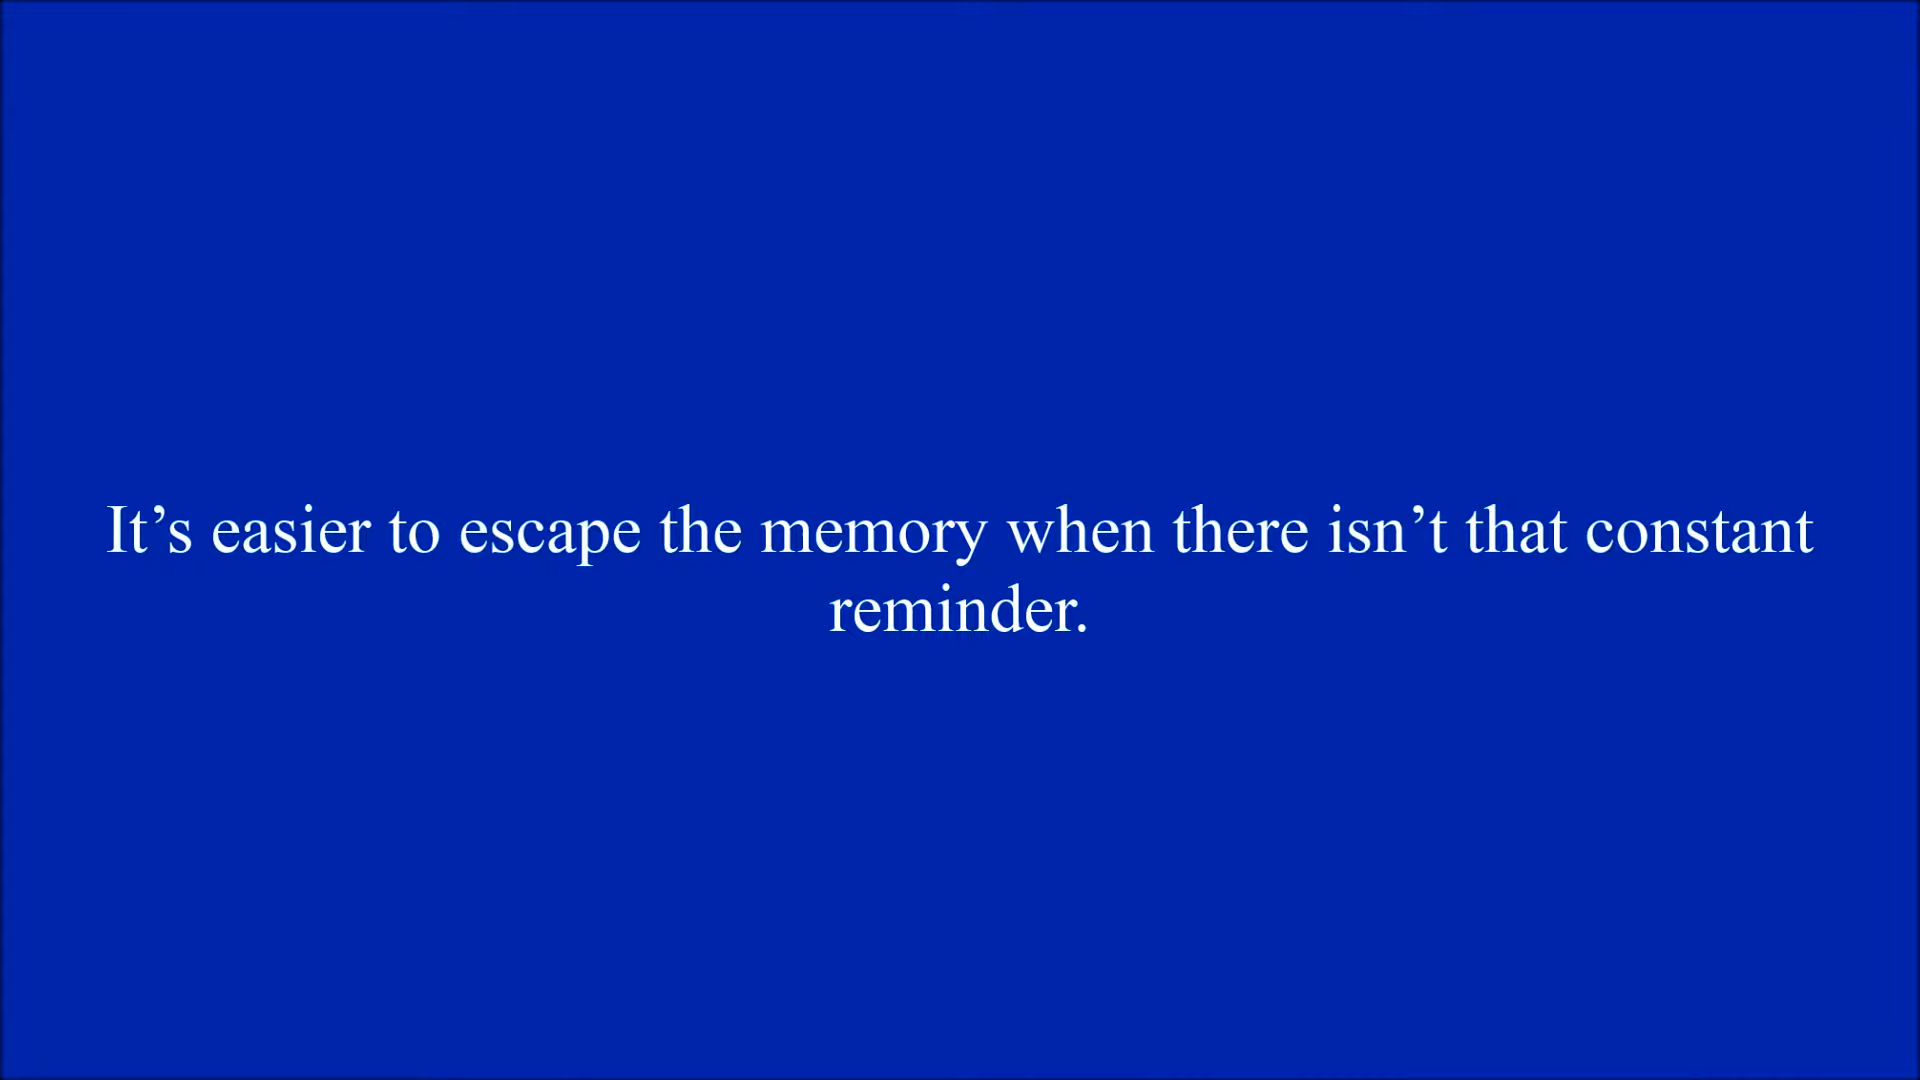 It’s easier to escape the memory when there isn’t that constant
reminder.